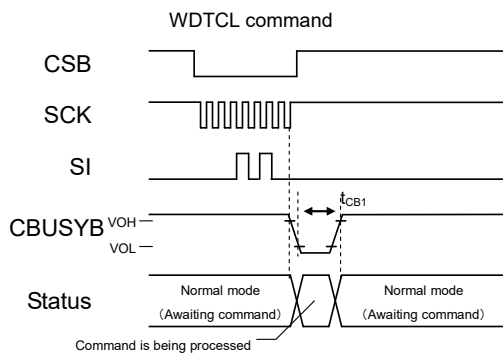 WDTCL command
CSB
SCK
SI
tCB1
CBUSYB
VOH
VOL
Status
Normal mode
(Awaiting command)
Normal mode
(Awaiting command)
Command is being processed